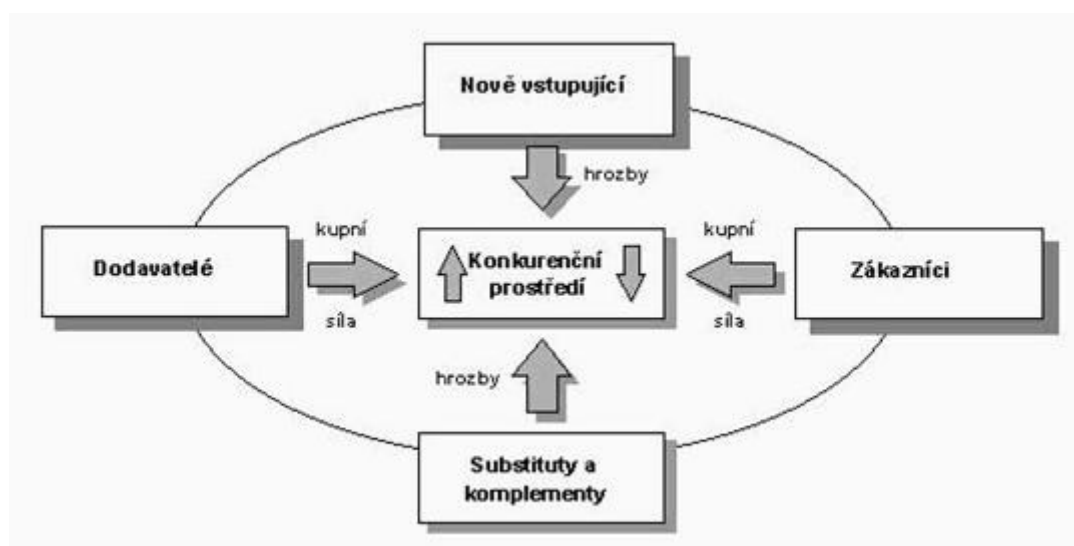 Nově vstupující
hrozby
kupní
kupní
Dodavatelé
Konkurenční
prostředí
Zákazníci
síla
síla
hrozby
Substituty a
komplementy